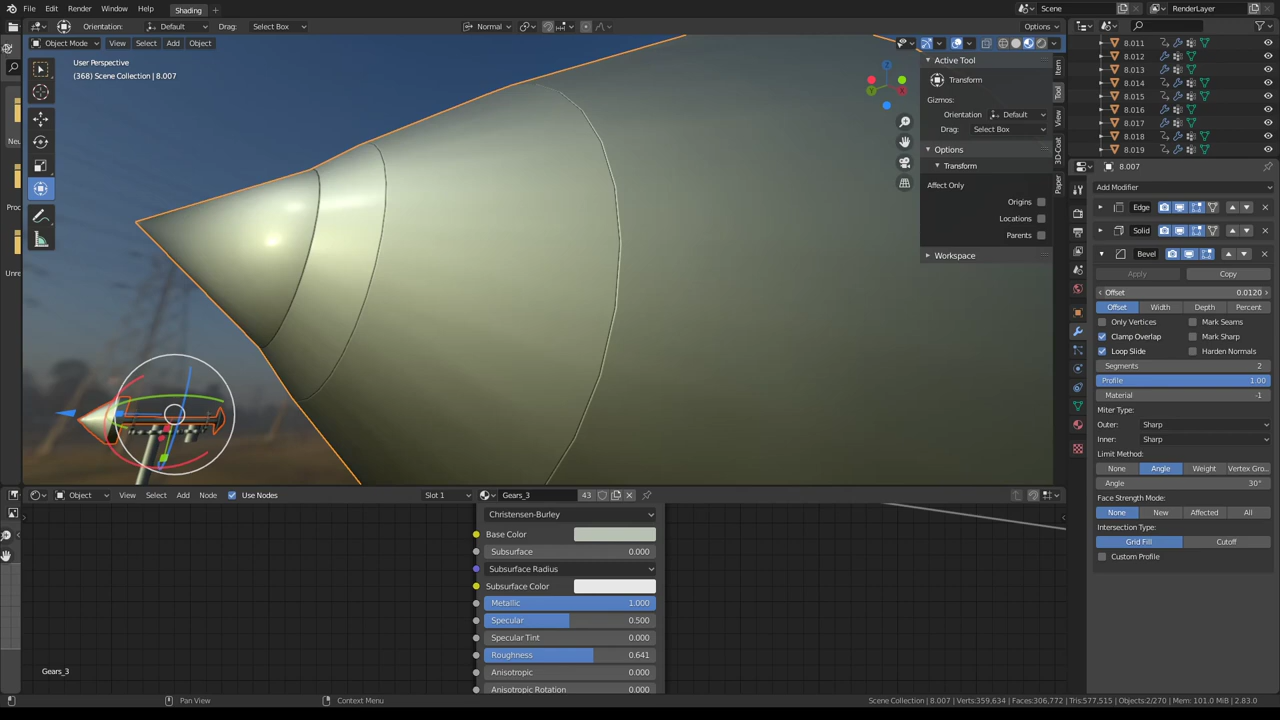 File Edit Render Window Help Shading + Scene RenderLayer
Orientation: Default Drag: Select Box Normal Options
Object Mode View Select Add Object
User Perspective
(368) Scene Collection | 8.007
Active Tool
Transform
Gizmos:
Orientation Default
Drag: Select Box
Options
Transform
Affect Only
Origins
Locations
Parents
Workspace
Item
Tool
View
3D-Coat
Paper
X
Y
Z
Neu
Proc
Unre
8.011
8.012
8.013
8.014
8.015
8.016
8.017
8.018
8.019
8.007
Add Modifier
Edge
Solid
Bevel
Apply Copy
Offset 0.0120
Offset Width Depth Percent
Only Vertices Mark Seams
Clamp Overlap Mark Sharp
Loop Slide Harden Normals
Segments 2
Profile 1.00
Material -1
Miter Type:
Outer: Sharp
Inner: Sharp
Limit Method:
None Angle Weight Vertex Gro...
Angle 30°
Face Strength Mode:
None New Affected All
Intersection Type:
Grid Fill Cutoff
Custom Profile
Object View Select Add Node Use Nodes Slot 1 Gears_3 43
Christensen-Burley
Base Color
Subsurface 0.000
Subsurface Radius
Subsurface Color
Metallic 1.000
Specular 0.500
Specular Tint 0.000
Roughness 0.641
Anisotropic 0.000
Anisotropic Rotation 0.000
Gears_3
Pan View Context Menu Scene Collection | 8.007 | Verts:359,634 | Faces:306,772 | Tris:577,515 | Objects:2/270 | Mem: 101.0 MiB | 2.83.0